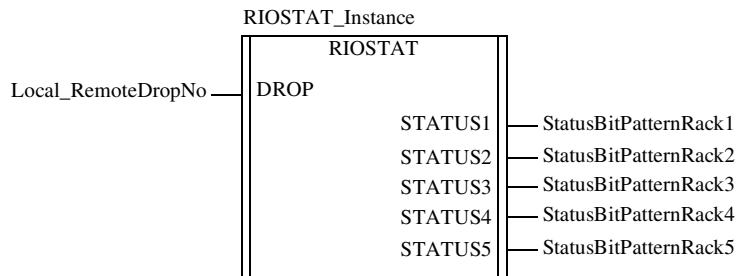 RIOSTAT_Instance
RIOSTAT
Local_RemoteDropNo DROP
STATUS1 StatusBitPatternRack1
STATUS2 StatusBitPatternRack2
STATUS3 StatusBitPatternRack3
STATUS4 StatusBitPatternRack4
STATUS5 StatusBitPatternRack5